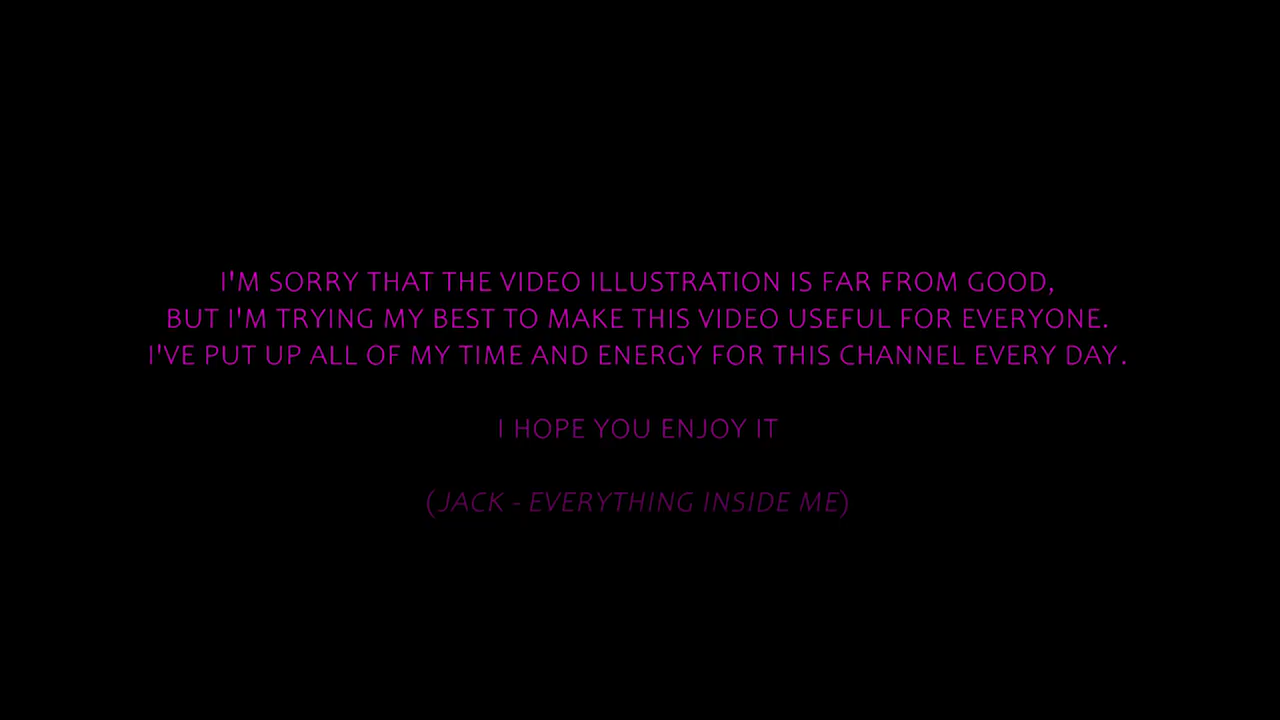 I'M SORRY THAT THE VIDEO ILLUSTRATION IS FAR FROM GOOD,
BUT I'M TRYING MY BEST TO MAKE THIS VIDEO USEFUL FOR EVERYONE.
I'VE PUT UP ALL OF MY TIME AND ENERGY FOR THIS CHANNEL EVERY DAY.
I HOPE YOU ENJOY IT
(JACK - EVERYTHING INSIDE ME)